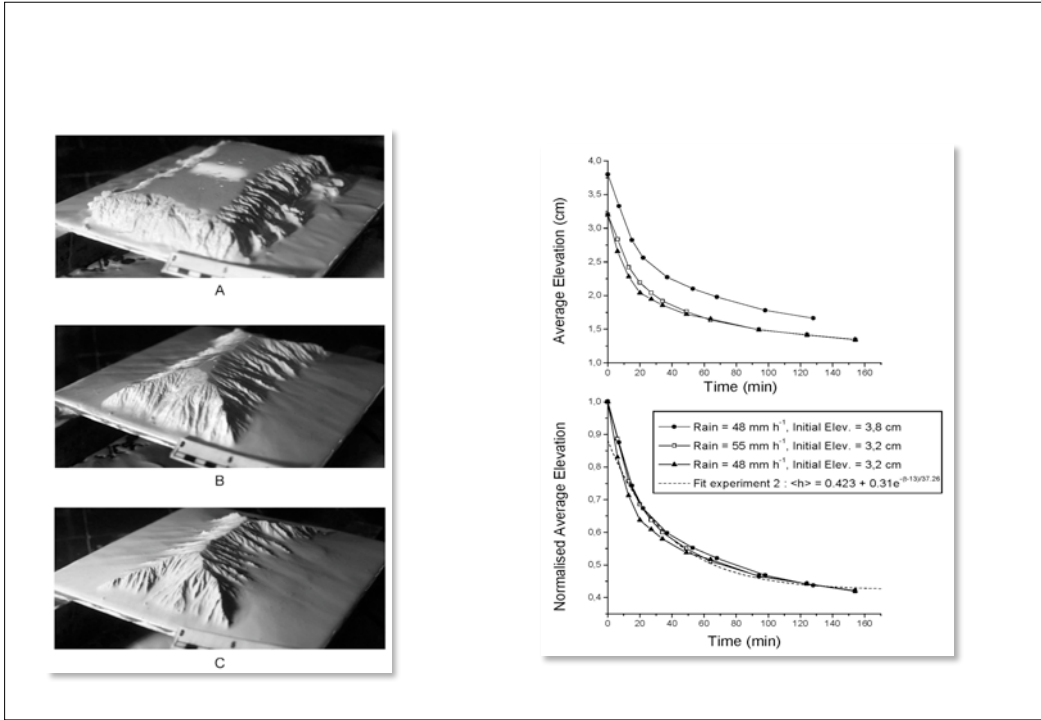 A
B
C
Average Elevation (cm)
4,0
3,5
3,0
2,5
2,0
1,5
1,0
0 20 40 60 80 100 120 140 160
Time (min)
Normalised Average Elevation
1,0
0,9
0,8
0,7
0,6
0,5
0,4
Rain = 48 mm h⁻¹, Initial Elev. = 3,8 cm
Rain = 55 mm h⁻¹, Initial Elev. = 3,2 cm
Rain = 48 mm h⁻¹, Initial Elev. = 3,2 cm
Fit experiment 2 : <h> = 0.423 + 0.31e⁻⁽ᵗ⁻¹³⁾/³⁷·²⁶
0 20 40 60 80 100 120 140 160
Time (min)